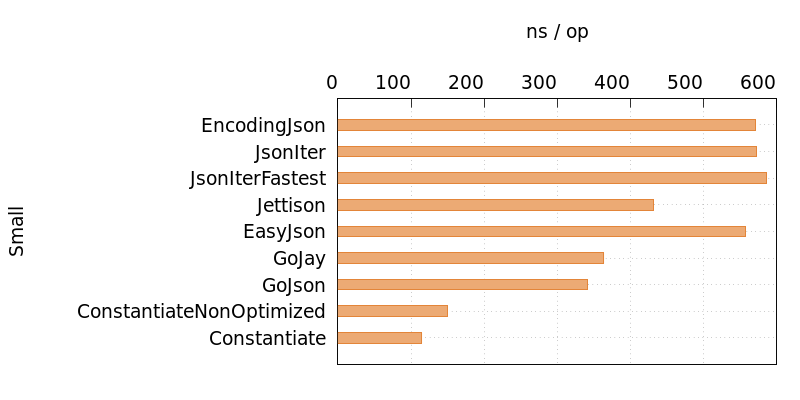 ns / op
0 100 200 300 400 500 600
EncodingJson
JsonIter
JsonIterFastest
Jettison
EasyJson
GoJay
GoJson
ConstantiateNonOptimized
Constantiate
Small